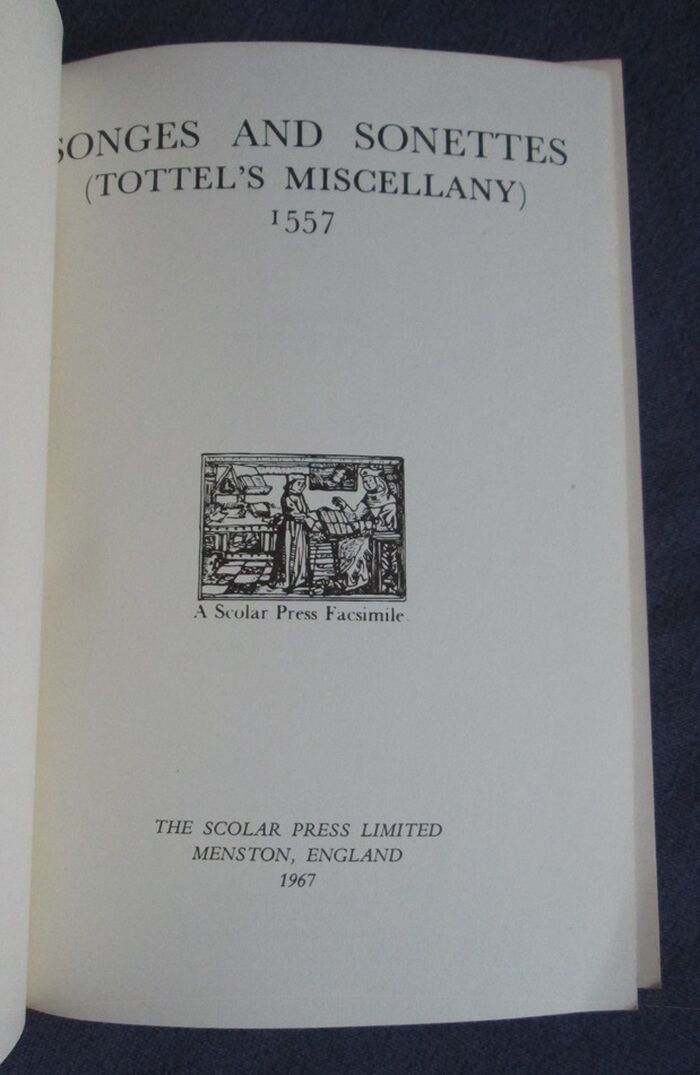 SONGES AND SONETTES
(TOTTEL'S MISCELLANY)
1557
A Scolar Press Facsimile
THE SCOLAR PRESS LIMITED
MENSTON, ENGLAND
1967